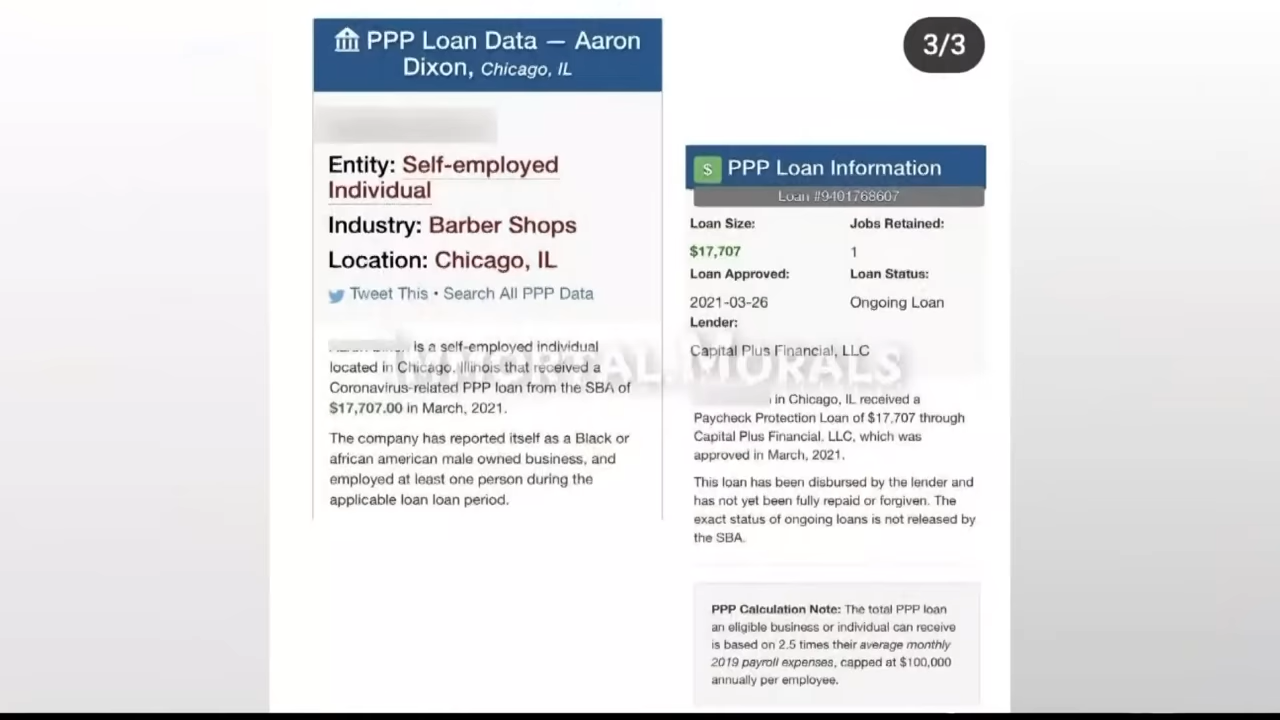 PPP Loan Data — Aaron
Dixon, Chicago, IL
3/3
Entity: Self-employed
Individual
Industry: Barber Shops
Location: Chicago, IL
Tweet This • Search All PPP Data
is a self-employed individual
located in Chicago, Illinois that received a
Coronavirus-related PPP loan from the SBA of
$17,707.00 in March, 2021.
The company has reported itself as a Black or
african american male owned business, and
employed at least one person during the
applicable loan loan period.
$ PPP Loan Information
Loan #9401768607
Loan Size: Jobs Retained:
$17,707 1
Loan Approved: Loan Status:
2021-03-26 Ongoing Loan
Lender:
Capital Plus Financial, LLC
MORALS
in Chicago, IL received a
Paycheck Protection Loan of $17,707 through
Capital Plus Financial, LLC, which was
approved in March, 2021.
This loan has been disbursed by the lender and
has not yet been fully repaid or forgiven. The
exact status of ongoing loans is not released by
the SBA.
PPP Calculation Note: The total PPP loan
an eligible business or individual can receive
is based on 2.5 times their average monthly
2019 payroll expenses, capped at $100,000
annually per employee.